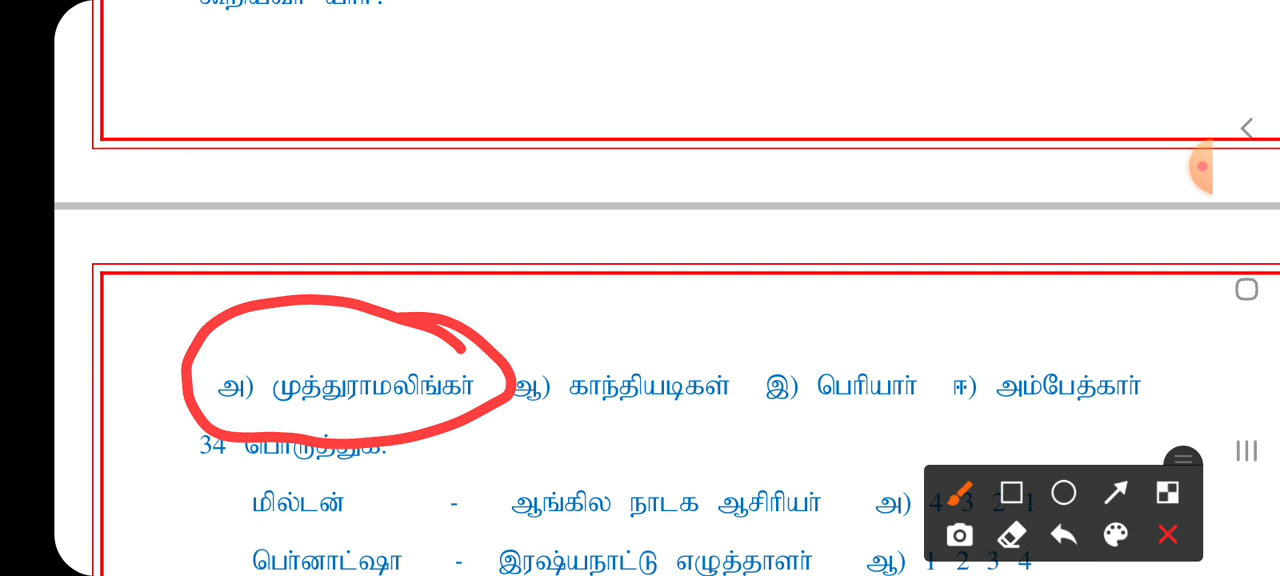 கூறியவர் யார்?
அ) முத்துராமலிங்கர் ஆ) காந்தியடிகள் இ) பெரியார் ஈ) அம்பேத்கார்
34 பொருத்துக.
மில்டன் - ஆங்கில நாடக ஆசிரியர் அ) 4 3 2 1
பெர்னாட்ஷா - இரஷ்யநாட்டு எழுத்தாளர் ஆ) 1 2 3 4